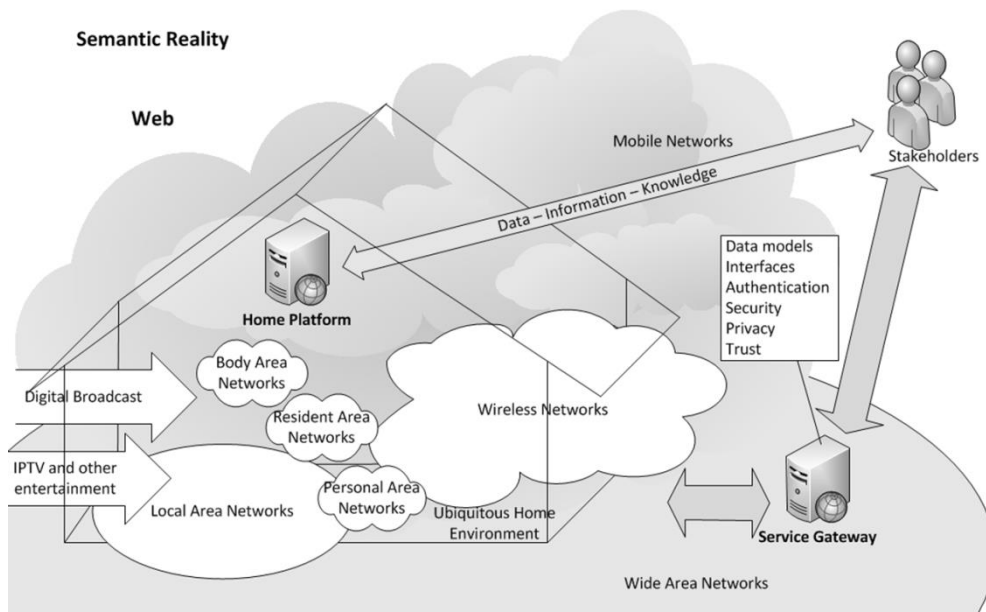 Semantic Reality
Web
Mobile Networks
Stakeholders
Data – Information – Knowledge
Data models
Interfaces
Authentication
Security
Privacy
Trust
Home Platform
Body Area
Networks
Digital Broadcast
Resident Area
Networks
Wireless Networks
IPTV and other
entertainment
Personal Area
Networks
Local Area Networks
Ubiquitous Home
Environment
Service Gateway
Wide Area Networks